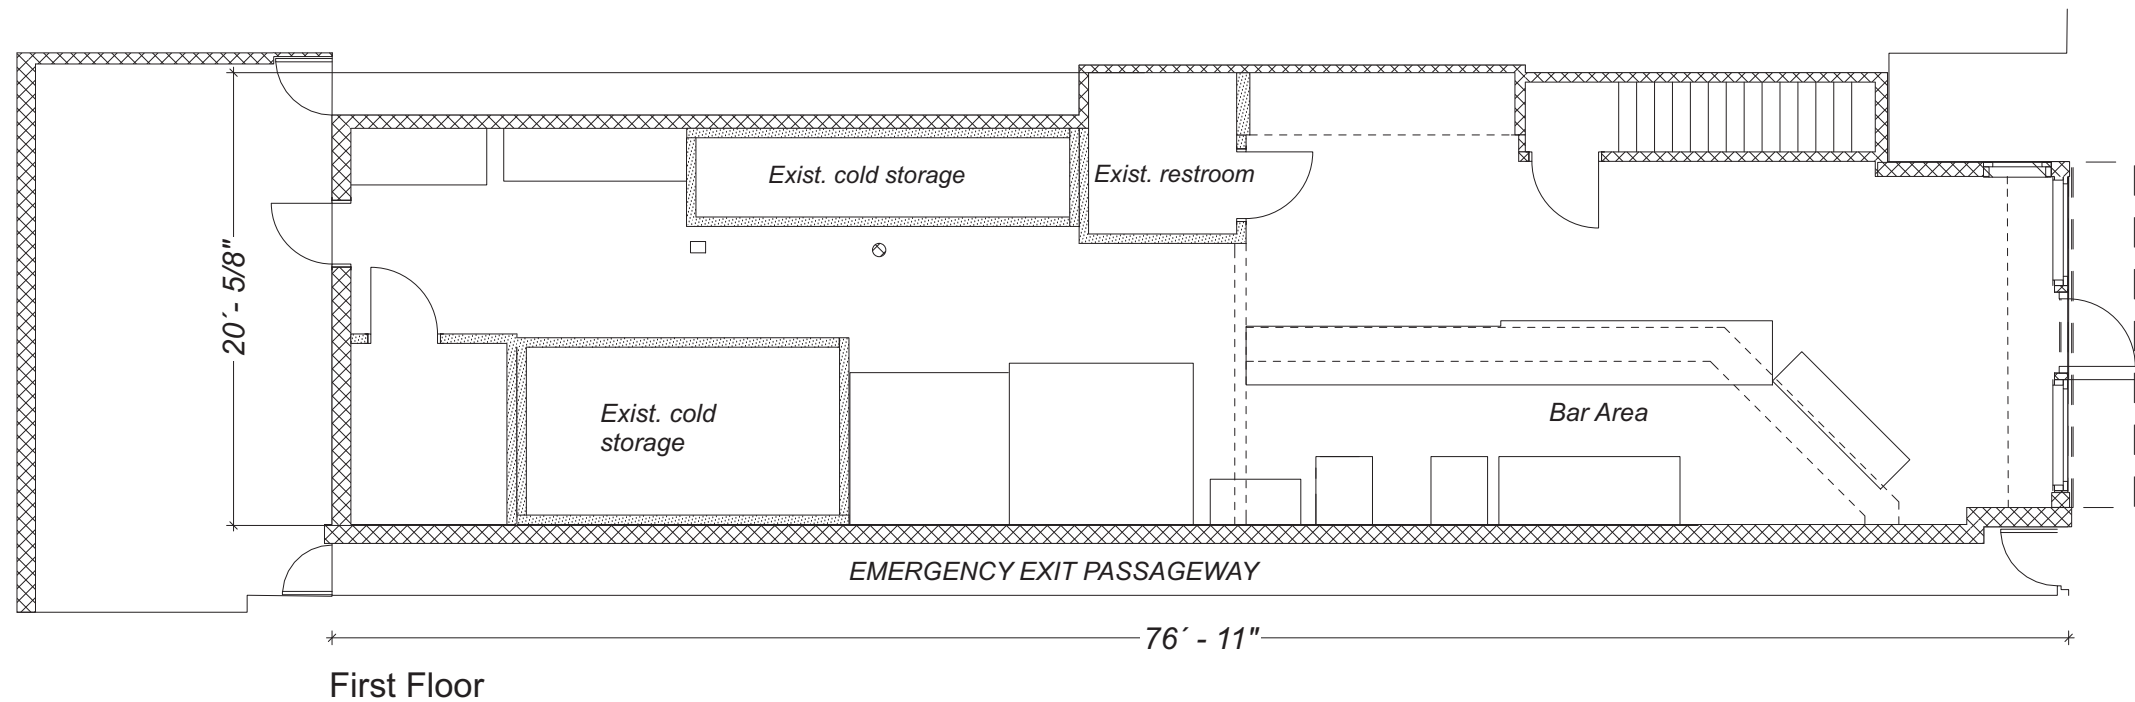 Exist. cold storage
Exist. restroom
20´- 5/8"
Exist. cold
storage
Bar Area
EMERGENCY EXIT PASSAGEWAY
76´ - 11"
First Floor